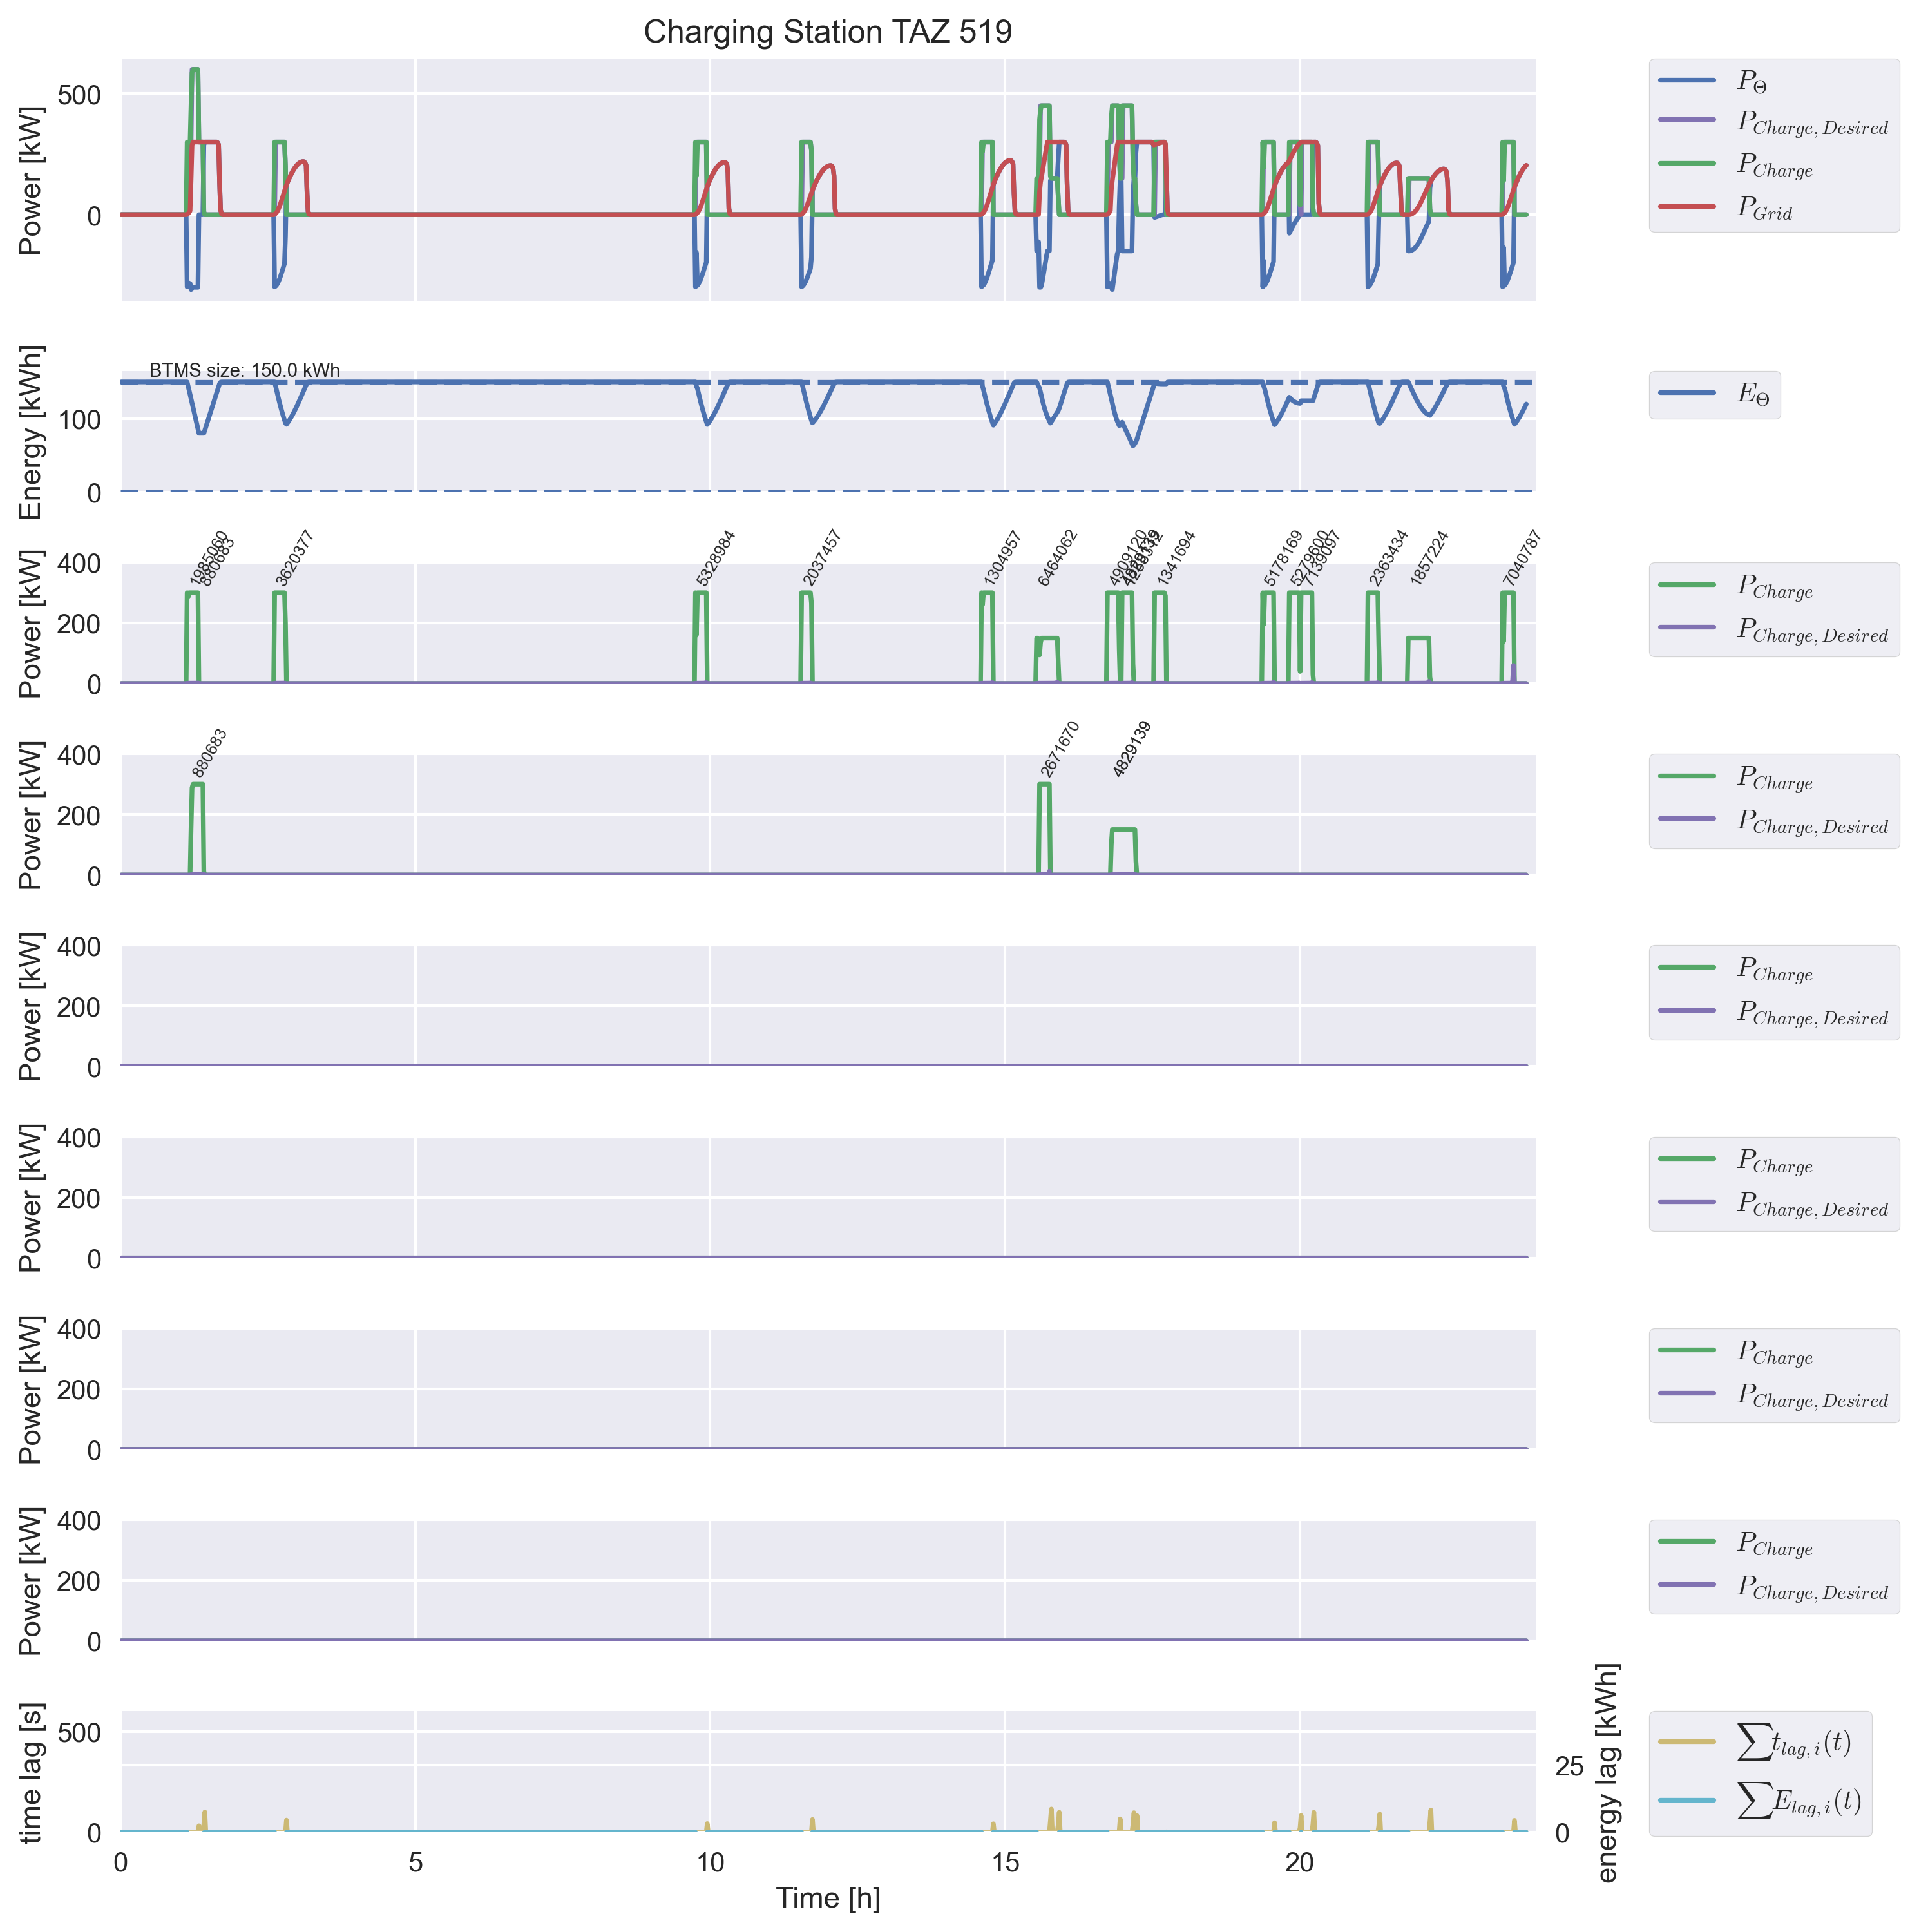 Charging Station TAZ 519
Power [kW]
500
0
P_Θ
P_Charge,Desired
P_Charge
P_Grid
Energy [kWh]
BTMS size: 150.0 kWh
100
0
E_Θ
Power [kW]
400
200
0
1985060
880683
3620377
5328984
2037457
1304957
6464062
4909120
4829139
1341694
5178169
5279600
7139097
2363434
1857224
7040787
P_Charge
P_Charge,Desired
Power [kW]
400
200
0
880683
2671670
4829139
P_Charge
P_Charge,Desired
Power [kW]
400
200
0
P_Charge
P_Charge,Desired
Power [kW]
400
200
0
P_Charge
P_Charge,Desired
Power [kW]
400
200
0
P_Charge
P_Charge,Desired
Power [kW]
400
200
0
P_Charge
P_Charge,Desired
time lag [s]
500
0
energy lag [kWh]
25
0
∑t_lag,i(t)
∑E_lag,i(t)
0 5 10 15 20
Time [h]